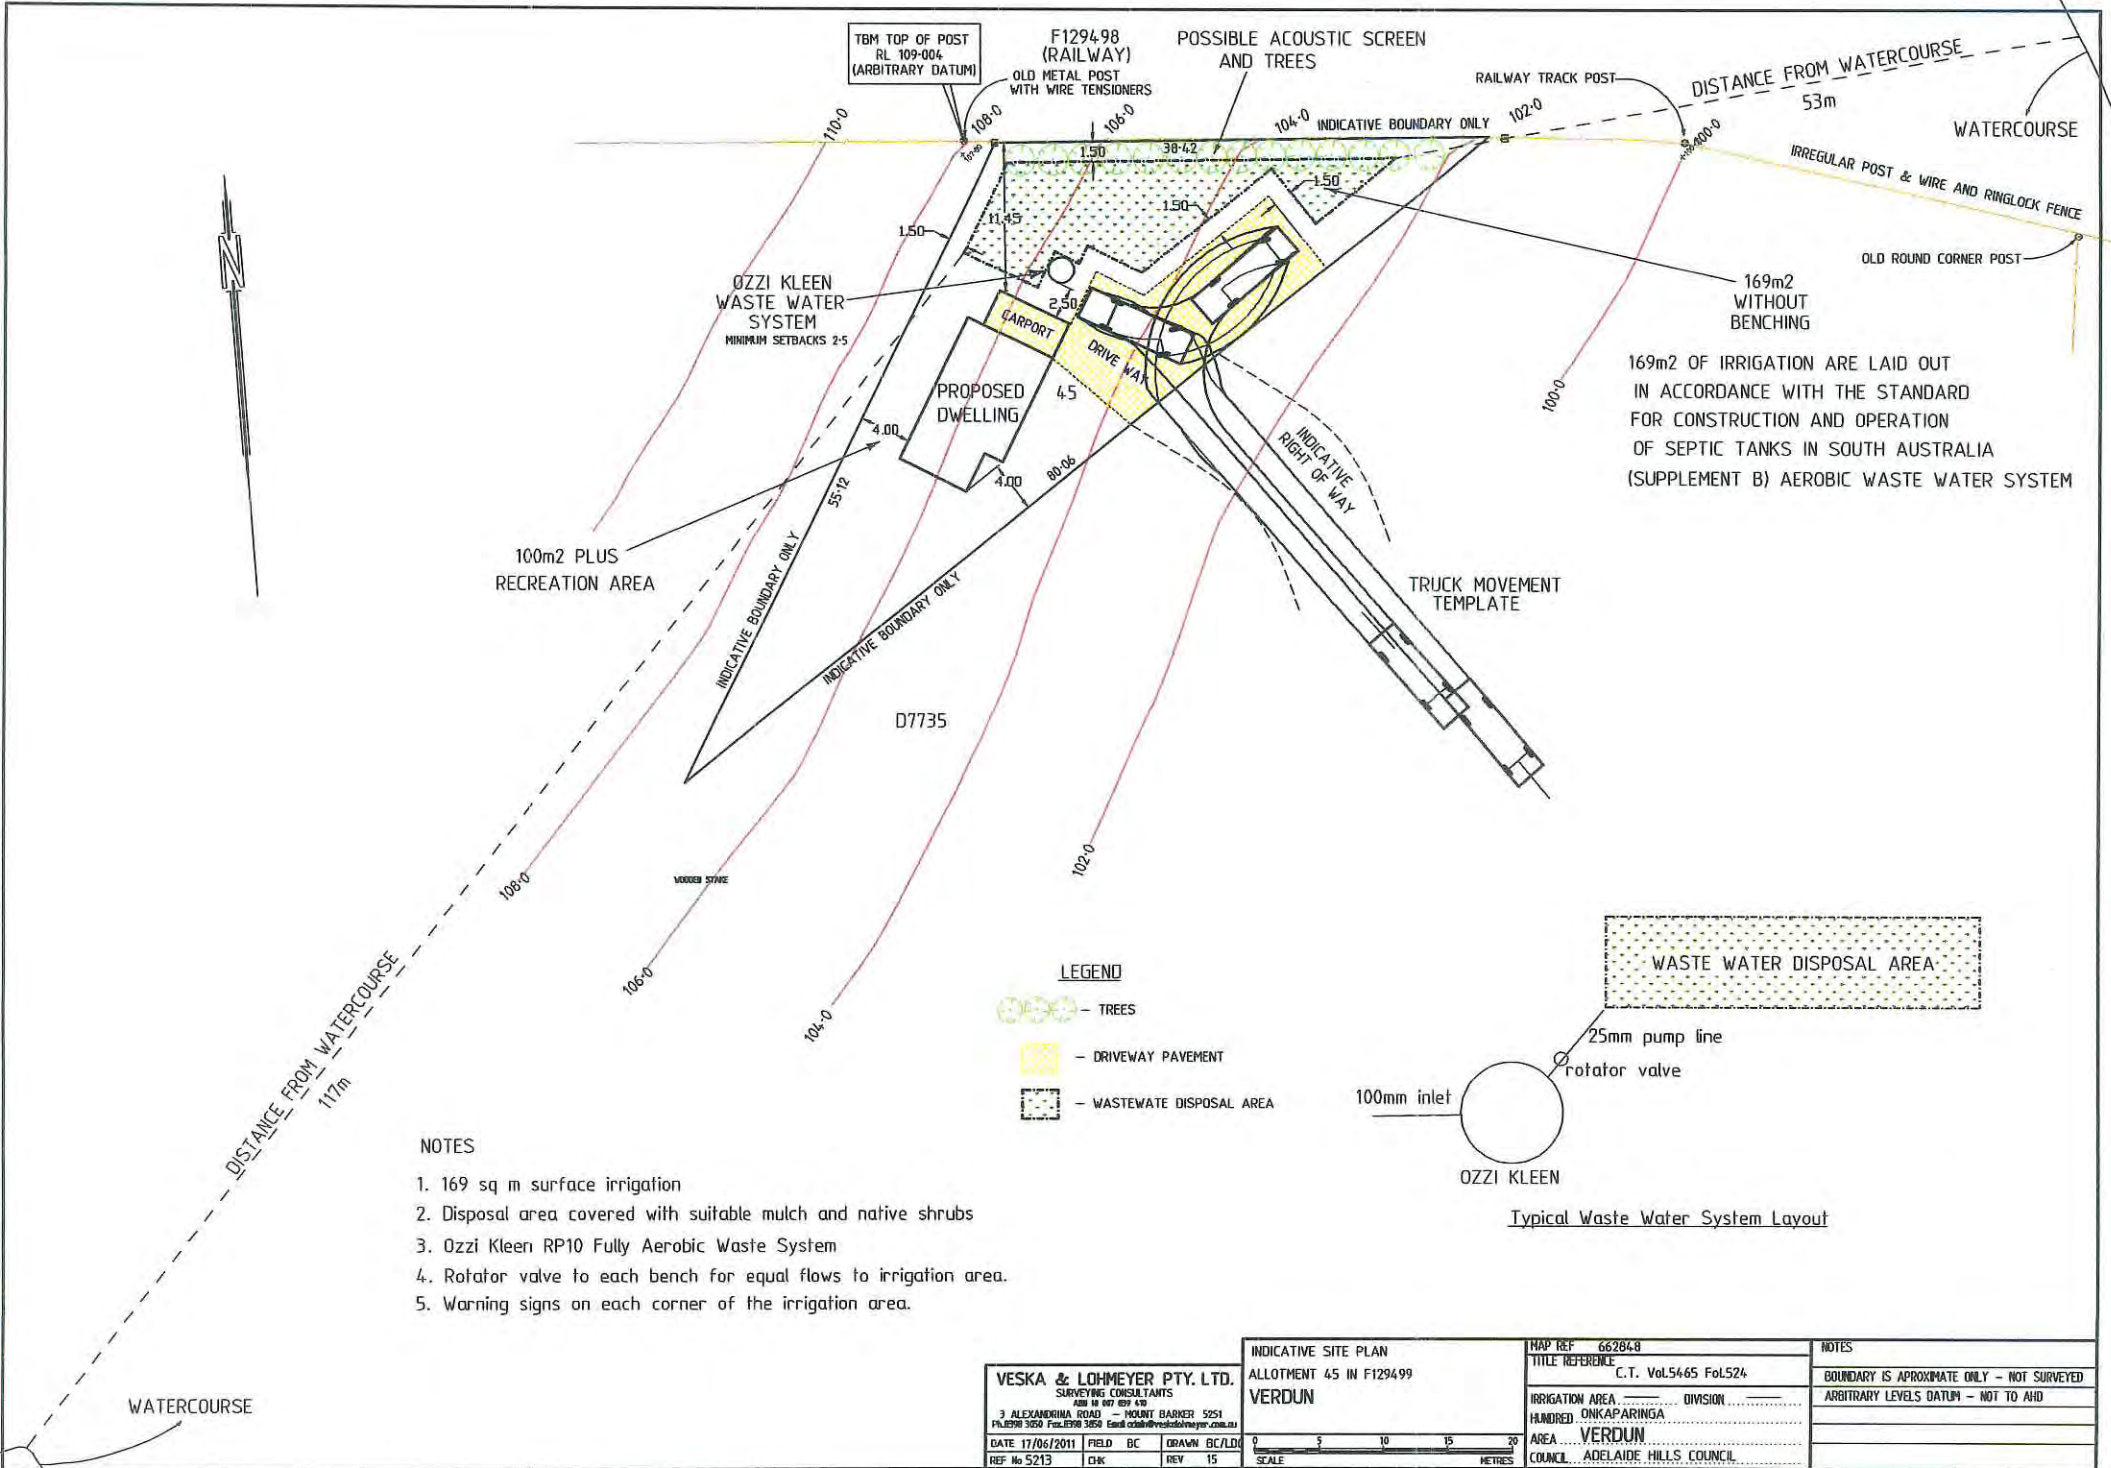 TBM TOP OF POST
RL 109·004
(ARBITRARY DATUM)
F129498
(RAILWAY)
OLD METAL POST
WITH WIRE TENSIONERS
POSSIBLE ACOUSTIC SCREEN
AND TREES
RAILWAY TRACK POST
DISTANCE FROM WATERCOURSE
53m
WATERCOURSE
110·0
108·0
106·0
104·0
INDICATIVE BOUNDARY ONLY
102·0
100·0
IRREGULAR POST & WIRE AND RINGLOCK FENCE
OLD ROUND CORNER POST
1.50
38·42
1.50
1.50
11.45
1.50
N
OZZI KLEEN
WASTE WATER
SYSTEM
MINIMUM SETBACKS 2·5
2.50
CARPORT
DRIVE WAY
169m2
WITHOUT
BENCHING
169m2 OF IRRIGATION ARE LAID OUT
IN ACCORDANCE WITH THE STANDARD
FOR CONSTRUCTION AND OPERATION
OF SEPTIC TANKS IN SOUTH AUSTRALIA
(SUPPLEMENT B) AEROBIC WASTE WATER SYSTEM
PROPOSED
DWELLING
45
100·0
4.00
4.00
80·06
55·12
INDICATIVE
RIGHT OF WAY
100m2 PLUS
RECREATION AREA
INDICATIVE BOUNDARY ONLY
INDICATIVE BOUNDARY ONLY
TRUCK MOVEMENT
TEMPLATE
D7735
108·0
WOODEN STAKE
102·0
106·0
104·0
DISTANCE FROM WATERCOURSE
117m
WATERCOURSE
LEGEND
- TREES
- DRIVEWAY PAVEMENT
- WASTEWATE DISPOSAL AREA
WASTE WATER DISPOSAL AREA
25mm pump line
rotator valve
100mm inlet
OZZI KLEEN
Typical Waste Water System Layout
NOTES
1. 169 sq m surface irrigation
2. Disposal area covered with suitable mulch and native shrubs
3. Ozzi Kleen RP10 Fully Aerobic Waste System
4. Rotator valve to each bench for equal flows to irrigation area.
5. Warning signs on each corner of the irrigation area.
VESKA & LOHMEYER PTY. LTD.
SURVEYING CONSULTANTS
3 ALEXANDRINA ROAD - MOUNT BARKER 5251
DATE 17/06/2011 FIELD BC DRAWN BC/LD
REF No 5213 CHK REV 15
INDICATIVE SITE PLAN
ALLOTMENT 45 IN F129499
VERDUN
0 5 10 15 20
SCALE METRES
MAP REF 662848
TITLE REFERENCE
C.T. Vol.5465 Fol.524
IRRIGATION AREA DIVISION
HUNDRED ONKAPARINGA
AREA VERDUN
COUNCIL ADELAIDE HILLS COUNCIL
NOTES
BOUNDARY IS APROXIMATE ONLY - NOT SURVEYED
ARBITRARY LEVELS DATUM - NOT TO AHD